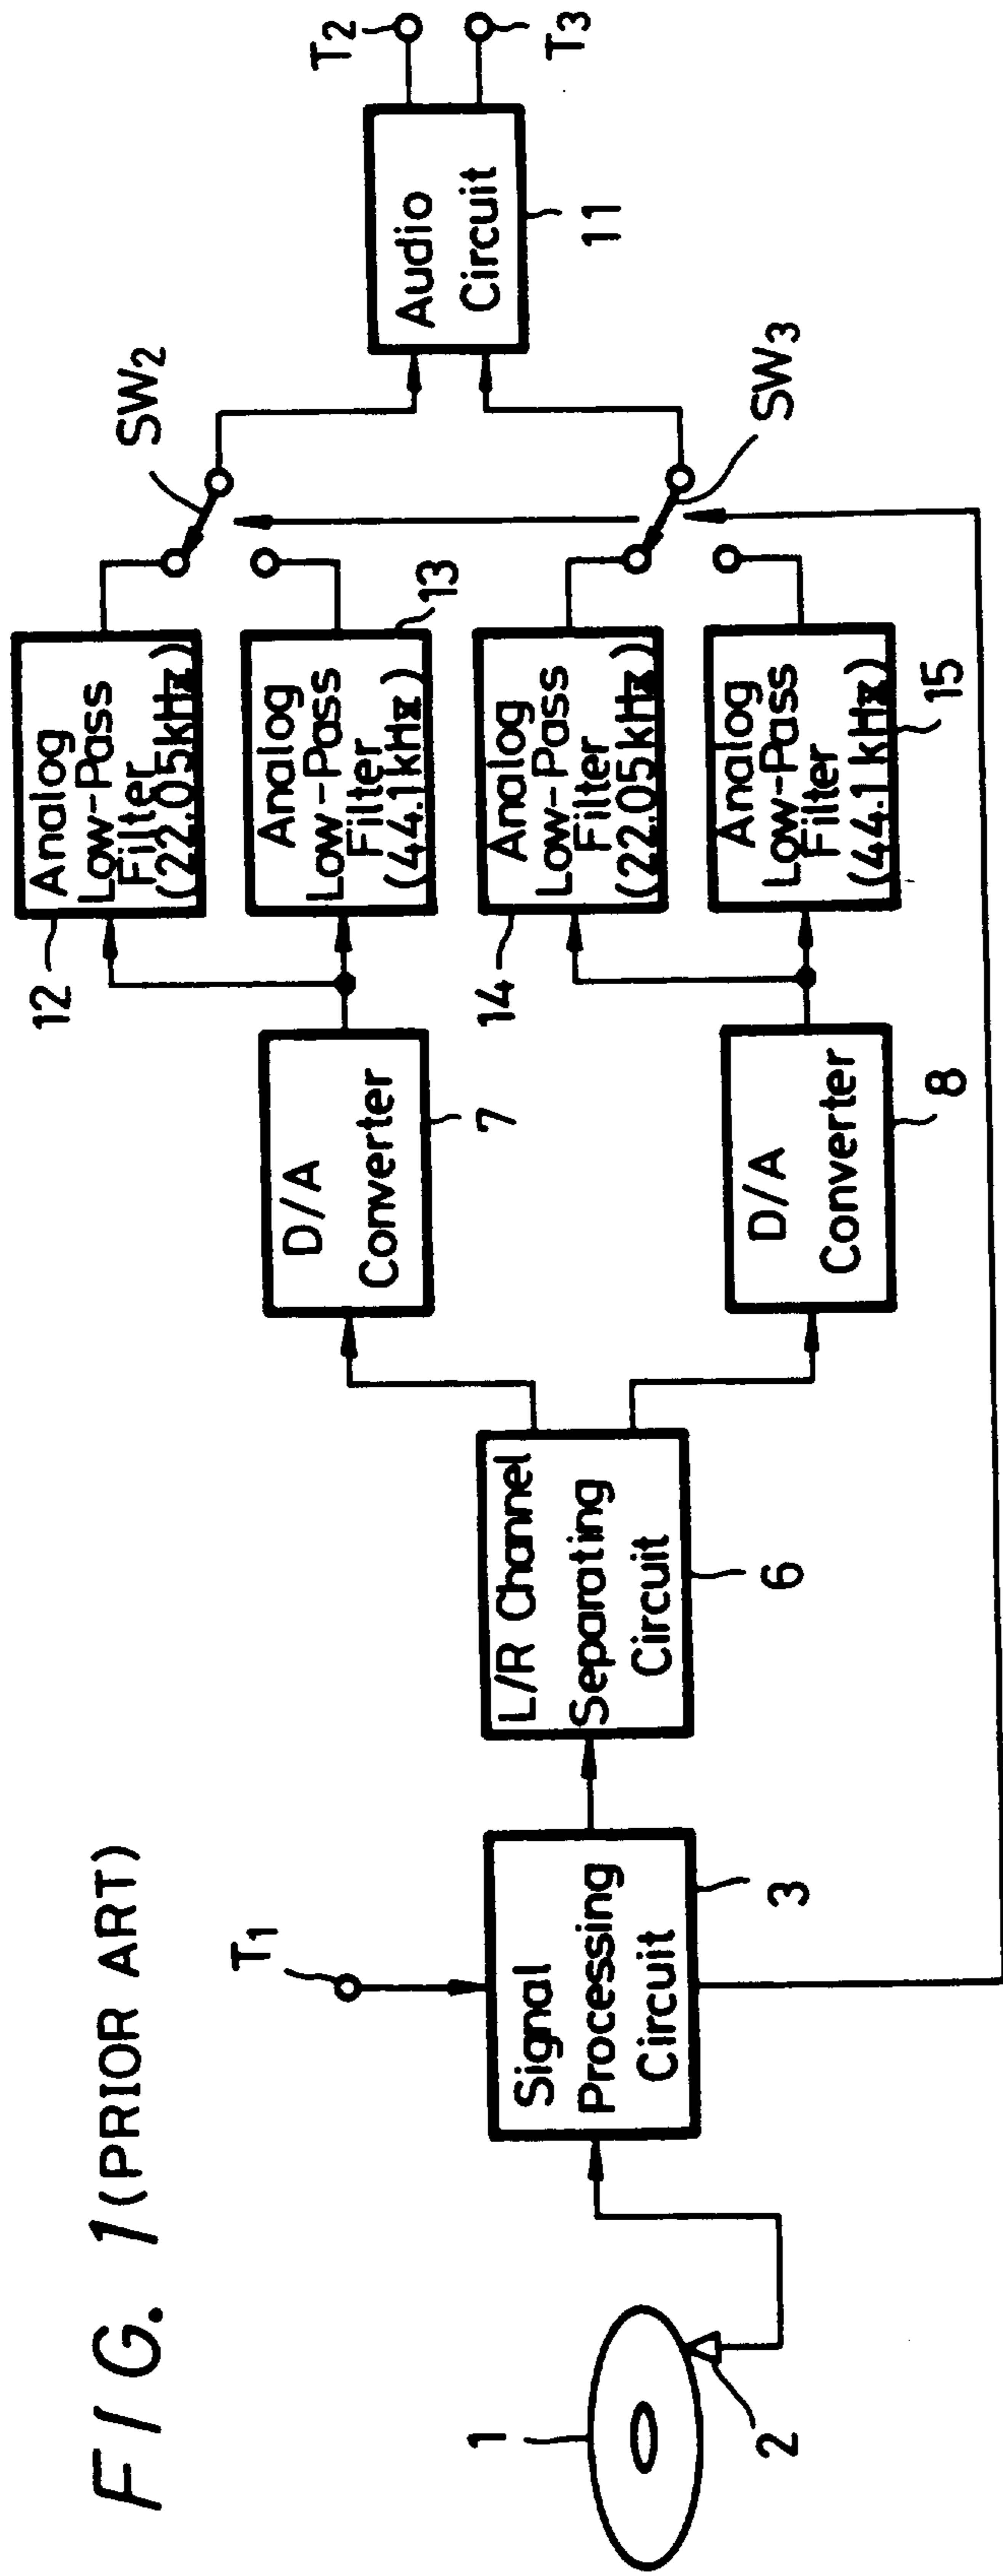 FIG. 1 (PRIOR ART)
1
2
T1
Signal
Processing
Circuit
3
L/R Channel
Separating
Circuit
6
D/A
Converter
7
D/A
Converter
8
12
Analog
Low-Pass
Filter
(22.05kHz)
Analog
Low-Pass
Filter
(44.1kHz)
13
14
Analog
Low-Pass
Filter
(22.05kHz)
Analog
Low-Pass
Filter
(44.1kHz)
15
SW2
SW3
Audio
Circuit
11
T2
T3